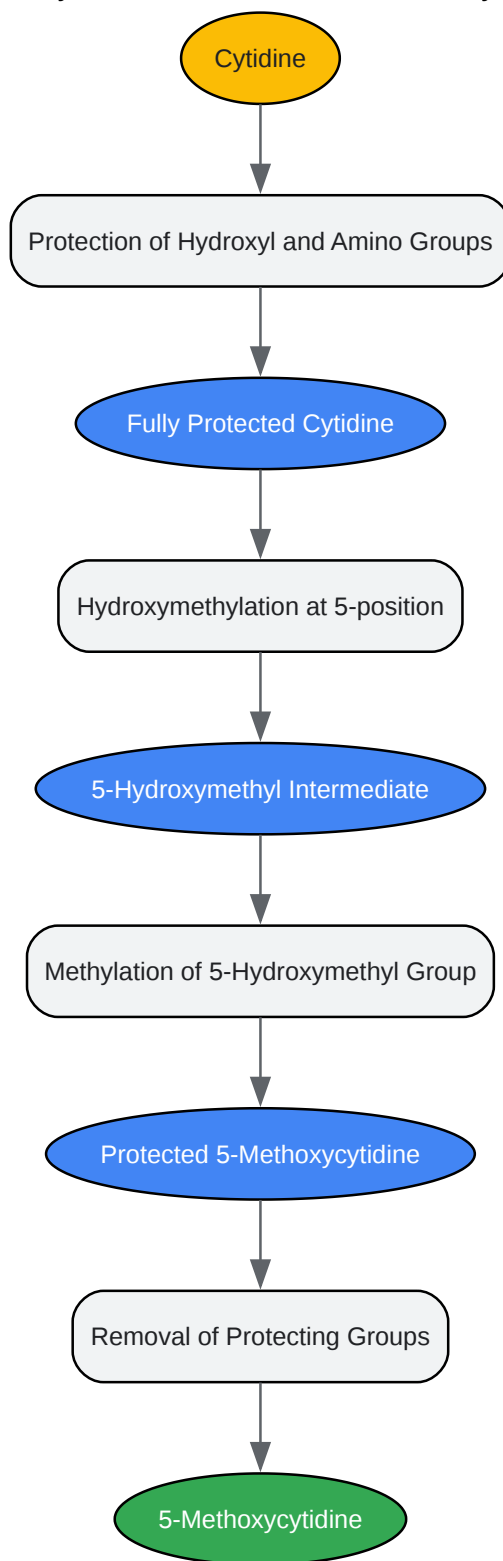 Cytidine
Protection of Hydroxyl and Amino Groups
Fully Protected Cytidine
Hydroxymethylation at 5-position
5-Hydroxymethyl Intermediate
Methylation of 5-Hydroxymethyl Group
Protected 5-Methoxycytidine
Removal of Protecting Groups
5-Methoxycytidine